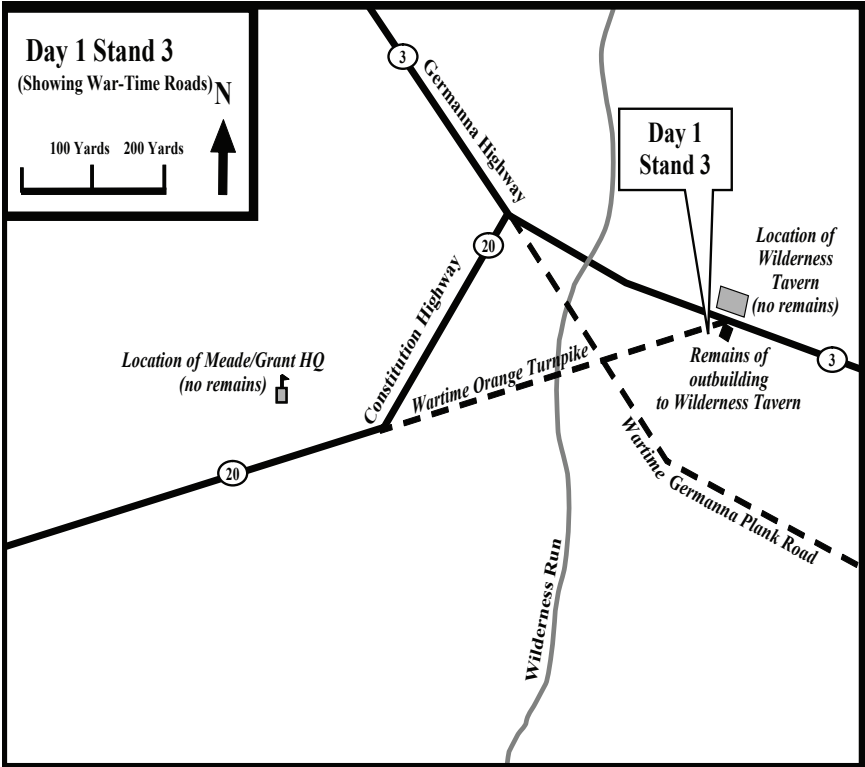 Day 1 Stand 3
(Showing War-Time Roads)
N
100 Yards 200 Yards
3
Germanna Highway
Day 1
Stand 3
20
Constitution Highway
Location of
Wilderness
Tavern
(no remains)
Location of Meade/Grant HQ
(no remains)
Wartime Orange Turnpike
Remains of
outbuilding
to Wilderness Tavern
3
20
Wartime Germanna Plank Road
Wilderness Run